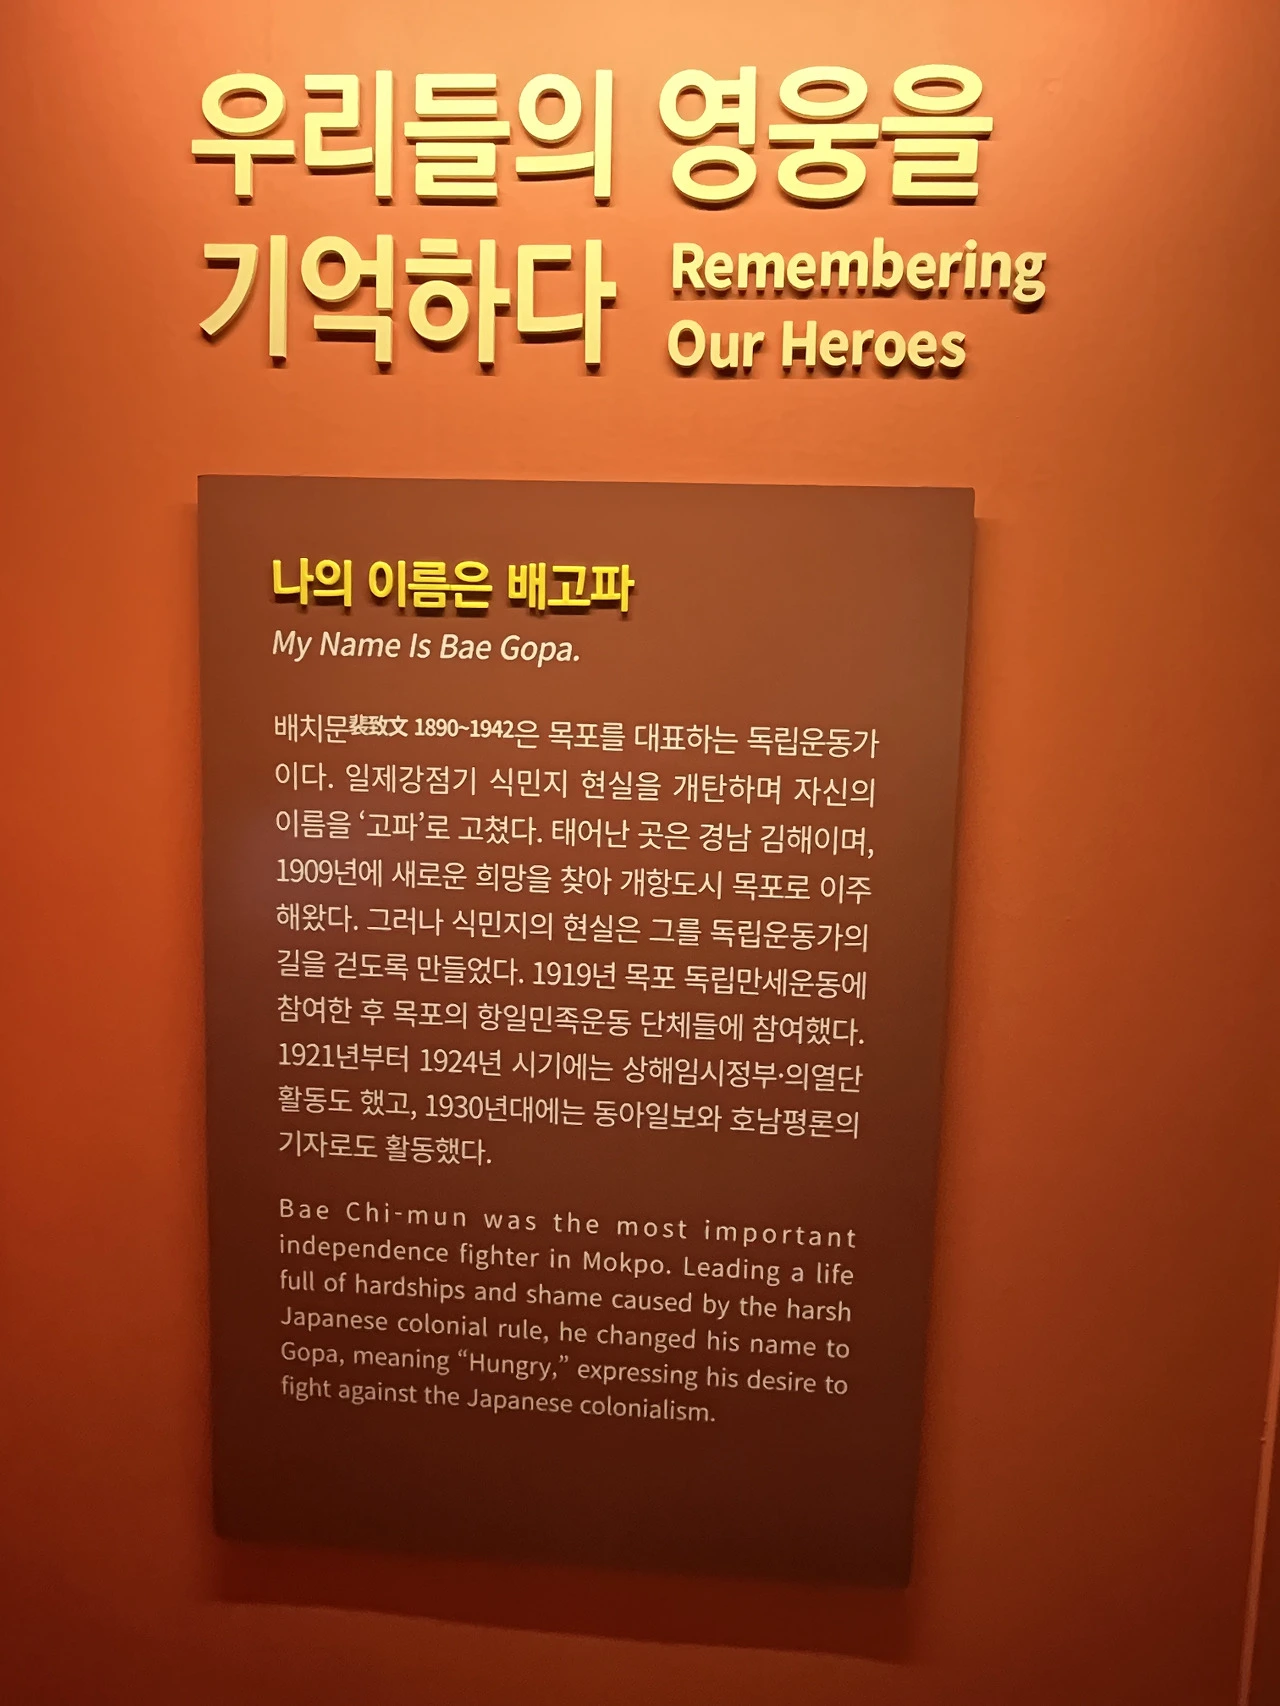 우리들의 영웅을
기억하다
Remembering
Our Heroes
나의 이름은 배고파
My Name Is Bae Gopa.
배치문裴致文 1890~1942은 목포를 대표하는 독립운동가
이다. 일제강점기 식민지 현실을 개탄하며 자신의
이름을 ‘고파’로 고쳤다. 태어난 곳은 경남 김해이며,
1909년에 새로운 희망을 찾아 개항도시 목포로 이주
해왔다. 그러나 식민지의 현실은 그를 독립운동가의
길을 걷도록 만들었다. 1919년 목포 독립만세운동에
참여한 후 목포의 항일민족운동 단체들에 참여했다.
1921년부터 1924년 시기에는 상해임시정부·의열단
활동도 했고, 1930년대에는 동아일보와 호남평론의
기자로도 활동했다.
Bae Chi-mun was the most important
independence fighter in Mokpo. Leading a life
full of hardships and shame caused by the harsh
Japanese colonial rule, he changed his name to
Gopa, meaning “Hungry,” expressing his desire to
fight against the Japanese colonialism.